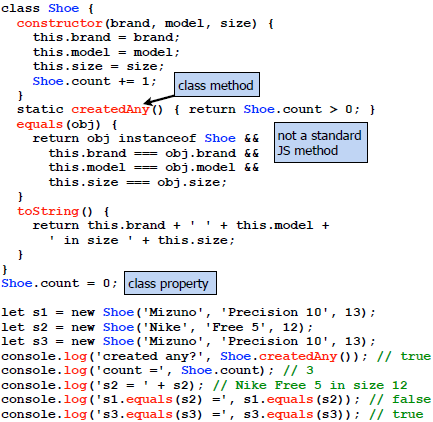 class Shoe {
  constructor(brand, model, size) {
    this.brand = brand;
    this.model = model;
    this.size = size;
    Shoe.count += 1;
  }
class method
  static createdAny() { return Shoe.count > 0; }
  equals(obj) {
not a standard
JS method
    return obj instanceof Shoe &&
      this.brand === obj.brand &&
      this.model === obj.model &&
      this.size === obj.size;
  }
  toString() {
    return this.brand + ' ' + this.model +
      ' in size ' + this.size;
  }
}
Shoe.count = 0;
class property
let s1 = new Shoe('Mizuno', 'Precision 10', 13);
let s2 = new Shoe('Nike', 'Free 5', 12);
let s3 = new Shoe('Mizuno', 'Precision 10', 13);
console.log('created any?', Shoe.createdAny()); // true
console.log('count =', Shoe.count); // 3
console.log('s2 = ' + s2); // Nike Free 5 in size 12
console.log('s1.equals(s2) =', s1.equals(s2)); // false
console.log('s3.equals(s3) =', s3.equals(s3)); // true